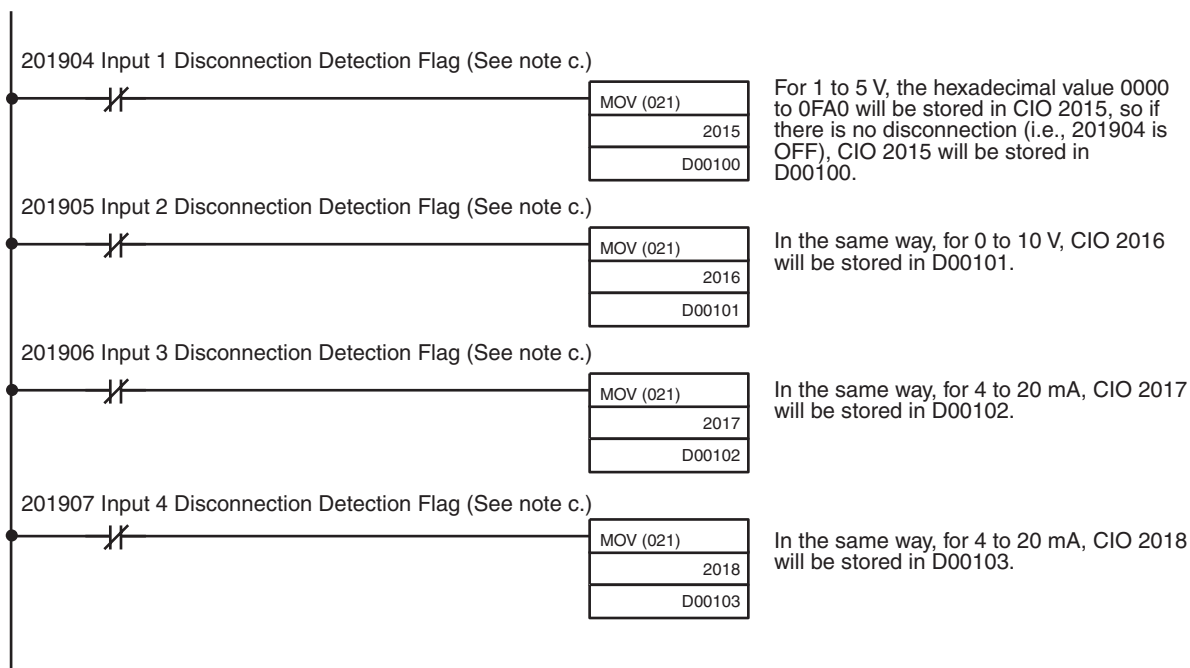 201904 Input 1 Disconnection Detection Flag (See note c.)
MOV (021)
2015
D00100
For 1 to 5 V, the hexadecimal value 0000
to 0FA0 will be stored in CIO 2015, so if
there is no disconnection (i.e., 201904 is
OFF), CIO 2015 will be stored in
D00100.
201905 Input 2 Disconnection Detection Flag (See note c.)
MOV (021)
2016
D00101
In the same way, for 0 to 10 V, CIO 2016
will be stored in D00101.
201906 Input 3 Disconnection Detection Flag (See note c.)
MOV (021)
2017
D00102
In the same way, for 4 to 20 mA, CIO 2017
will be stored in D00102.
201907 Input 4 Disconnection Detection Flag (See note c.)
MOV (021)
2018
D00103
In the same way, for 4 to 20 mA, CIO 2018
will be stored in D00103.